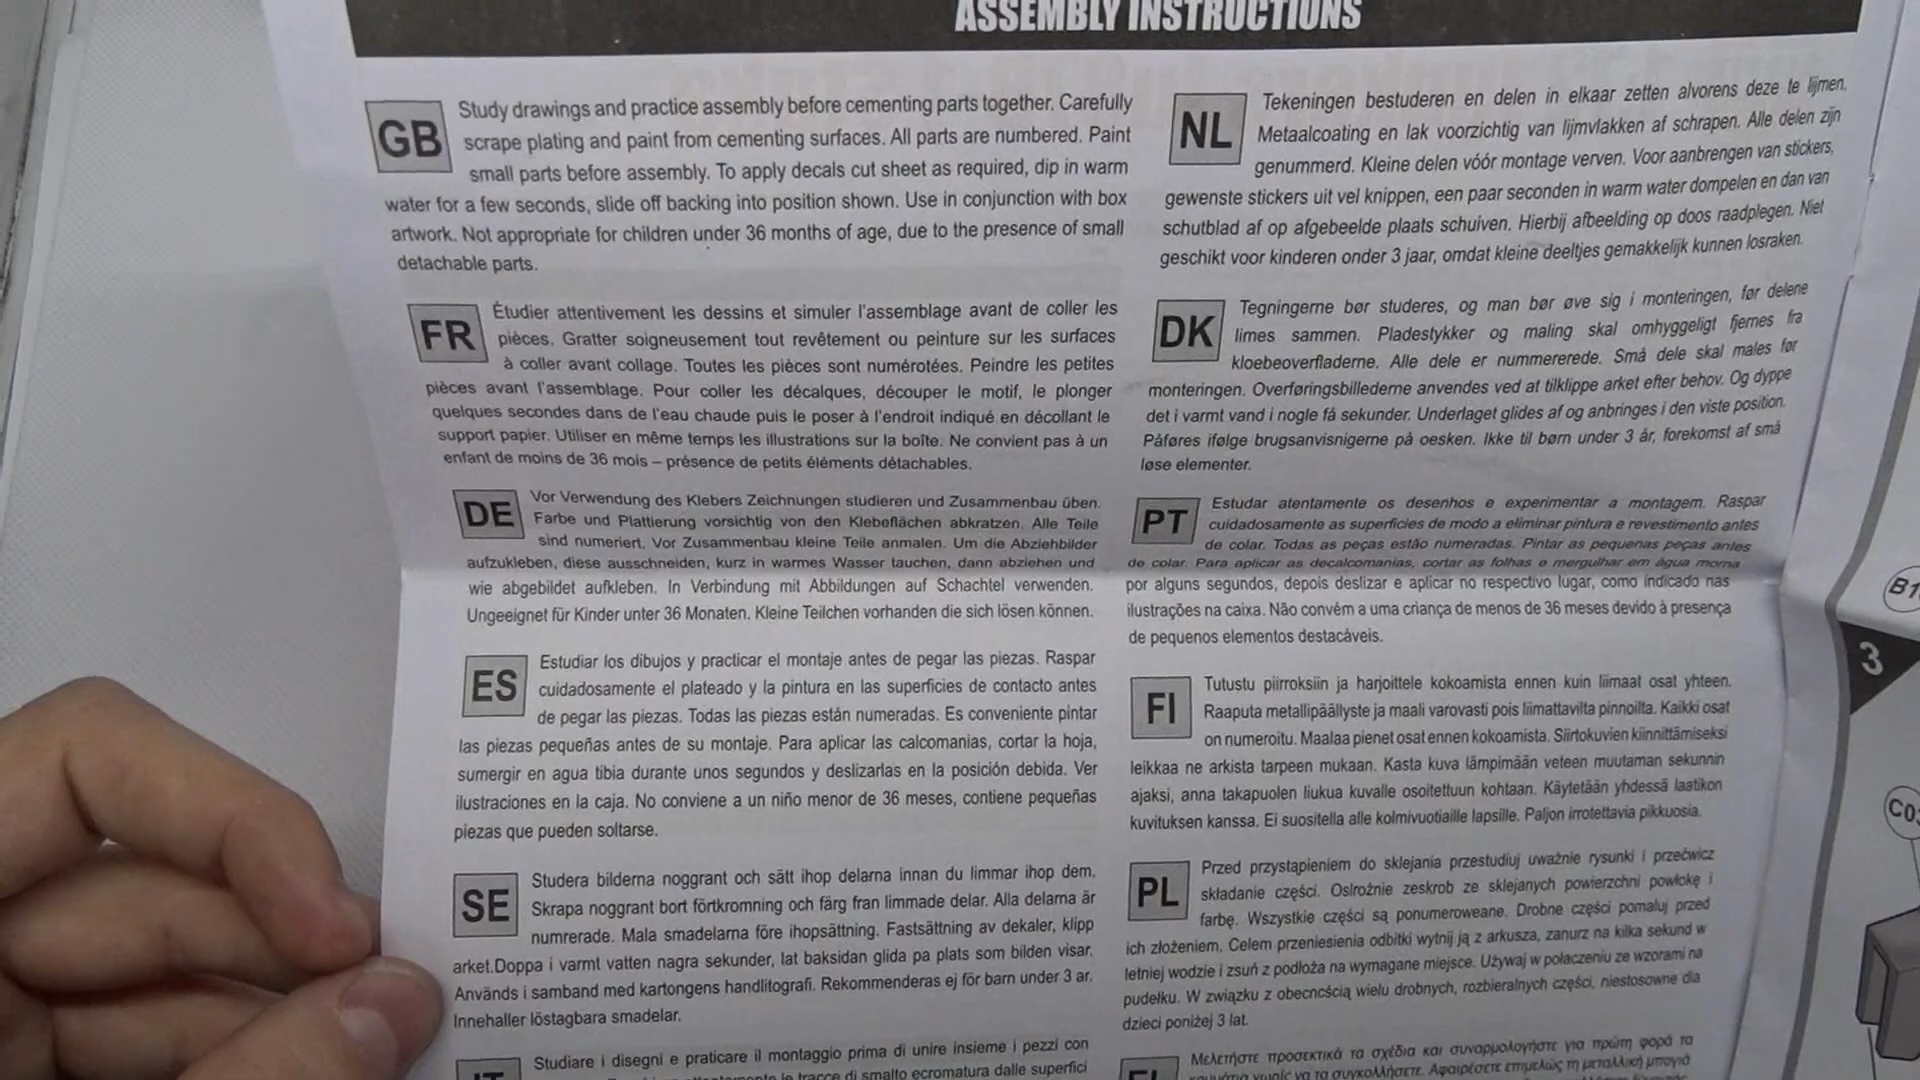 ASSEMBLY INSTRUCTIONS
GB
Study drawings and practice assembly before cementing parts together. Carefully
scrape plating and paint from cementing surfaces. All parts are numbered. Paint
small parts before assembly. To apply decals cut sheet as required, dip in warm
water for a few seconds, slide off backing into position shown. Use in conjunction with box
artwork. Not appropriate for children under 36 months of age, due to the presence of small
detachable parts.
FR
Étudier attentivement les dessins et simuler l'assemblage avant de coller les
pièces. Gratter soigneusement tout revêtement ou peinture sur les surfaces
à coller avant collage. Toutes les pièces sont numérotées. Peindre les petites
pièces avant l'assemblage. Pour coller les décalques, découper le motif, le plonger
quelques secondes dans de l'eau chaude puis le poser à l'endroit indiqué en décollant le
support papier. Utiliser en même temps les illustrations sur la boîte. Ne convient pas à un
enfant de moins de 36 mois – présence de petits éléments détachables.
DE
Vor Verwendung des Klebers Zeichnungen studieren und Zusammenbau üben.
Farbe und Plattierung vorsichtig von den Klebeflächen abkratzen. Alle Teile
sind numeriert. Vor Zusammenbau kleine Teile anmalen. Um die Abziehbilder
aufzukleben, diese ausschneiden, kurz in warmes Wasser tauchen, dann abziehen und
wie abgebildet aufkleben. In Verbindung mit Abbildungen auf Schachtel verwenden.
Ungeeignet für Kinder unter 36 Monaten. Kleine Teilchen vorhanden die sich lösen können.
ES
Estudiar los dibujos y practicar el montaje antes de pegar las piezas. Raspar
cuidadosamente el plateado y la pintura en las superficies de contacto antes
de pegar las piezas. Todas las piezas están numeradas. Es conveniente pintar
las piezas pequeñas antes de su montaje. Para aplicar las calcomanias, cortar la hoja,
sumergir en agua tibia durante unos segundos y deslizarlas en la posición debida. Ver
ilustraciones en la caja. No conviene a un niño menor de 36 meses, contiene pequeñas
piezas que pueden soltarse.
SE
Studera bilderna noggrant och sätt ihop delarna innan du limmar ihop dem.
Skrapa noggrant bort förtkromning och färg fran limmade delar. Alla delarna är
numrerade. Mala smadelarna före ihopsättning. Fastsättning av dekaler, klipp
arket.Doppa i varmt vatten nagra sekunder, lat baksidan glida pa plats som bilden visar.
Används i samband med kartongens handlitografi. Rekommenderas ej för barn under 3 ar.
Innehaller löstagbara smadelar.
IT
Studiare i disegni e praticare il montaggio prima di unire insieme i pezzi con
le tracce di smalto ecromatura dalle superfici
NL
Tekeningen bestuderen en delen in elkaar zetten alvorens deze te lijmen.
Metaalcoating en lak voorzichtig van lijmvlakken af schrapen. Alle delen zijn
genummerd. Kleine delen vóór montage verven. Voor aanbrengen van stickers,
gewenste stickers uit vel knippen, een paar seconden in warm water dompelen en dan van
schutblad af op afgebeelde plaats schuiven. Hierbij afbeelding op doos raadplegen. Niet
geschikt voor kinderen onder 3 jaar, omdat kleine deeltjes gemakkelijk kunnen losraken.
DK
Tegningerne bør studeres, og man bør øve sig i monteringen, før delene
limes sammen. Pladestykker og maling skal omhyggeligt fjernes fra
kloebeoverfladerne. Alle dele er nummererede. Små dele skal males før
monteringen. Overføringsbillederne anvendes ved at tilklippe arket efter behov. Og dyppe
det i varmt vand i nogle få sekunder. Underlaget glides af og anbringes i den viste position.
Påføres ifølge brugsanvisnigerne på oesken. Ikke til børn under 3 år, forekomst af små
løse elementer.
PT
Estudar atentamente os desenhos e experimentar a montagem. Raspar
cuidadosamente as superficies de modo a eliminar pintura e revestimento antes
de colar. Todas as peças estão numeradas. Pintar as pequenas peças antes
de colar. Para aplicar as decalcomanias, cortar as folhas e mergulhar em água morna
por alguns segundos, depois deslizar e aplicar no respectivo lugar, como indicado nas
ilustrações na caixa. Não convém a uma criança de menos de 36 meses devido à presença
de pequenos elementos destacáveis.
FI
Tutustu piirroksiin ja harjoittele kokoamista ennen kuin liimaat osat yhteen.
Raaputa metallipäällyste ja maali varovasti pois liimattavilta pinnoilta. Kaikki osat
on numeroitu. Maalaa pienet osat ennen kokoamista. Siirtokuvien kiinnittämiseksi
leikkaa ne arkista tarpeen mukaan. Kasta kuva lämpimään veteen muutaman sekunnin
ajaksi, anna takapuolen liukua kuvalle osoitettuun kohtaan. Käytetään yhdessä laatikon
kuvituksen kanssa. Ei suositella alle kolmivuotiaille lapsille. Paljon irrotettavia pikkuosia.
PL
Przed przystąpieniem do sklejania przestudiuj uważnie rysunki i przećwicz
składanie części. Oslrożnie zeskrob ze sklejanych powierzchni powłokę i
farbę. Wszystkie części są ponumeroweane. Drobne części pomaluj przed
ich złożeniem. Celem przeniesienia odbitki wytnij ją z arkusza, zanurz na kilka sekund w
letniej wodzie i zsuń z podłoża na wymagane miejsce. Używaj w połaczeniu ze wzorami na
pudełku. W związku z obecncścią wielu drobnych, rozbieralnych części, niestosowne dla
dzieci poniżej 3 lat.
EL
Μελετήστε προσεκτικά τα σχέδια και συναρμολογήστε για πρώτη φορά τα
κομμάτια χωρίς να τα συγκολλήσετε. Αφαιρέσετε επιμελώς τη μεταλλική μπογιά
3